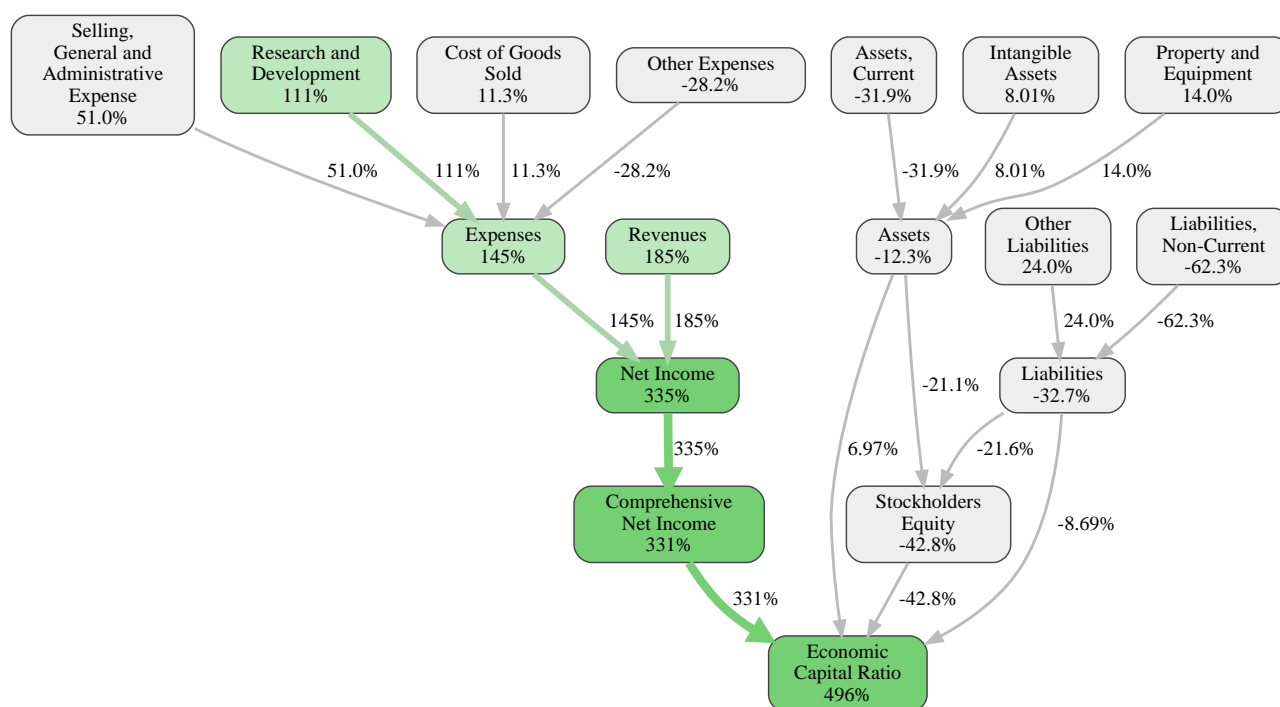 Selling,
General and
Administrative
Expense
51.0%
Research and
Development
111%
Cost of Goods
Sold
11.3%
Other Expenses
-28.2%
Assets,
Current
-31.9%
Intangible
Assets
8.01%
Property and
Equipment
14.0%
51.0%
111%
11.3%
-28.2%
-31.9%
8.01%
14.0%
Expenses
145%
Revenues
185%
Assets
-12.3%
Other
Liabilities
24.0%
Liabilities,
Non-Current
-62.3%
145%
185%
24.0%
-62.3%
Net Income
335%
Liabilities
-32.7%
-21.1%
335%
6.97%
-21.6%
Comprehensive
Net Income
331%
Stockholders
Equity
-42.8%
-8.69%
331%
-42.8%
Economic
Capital Ratio
496%